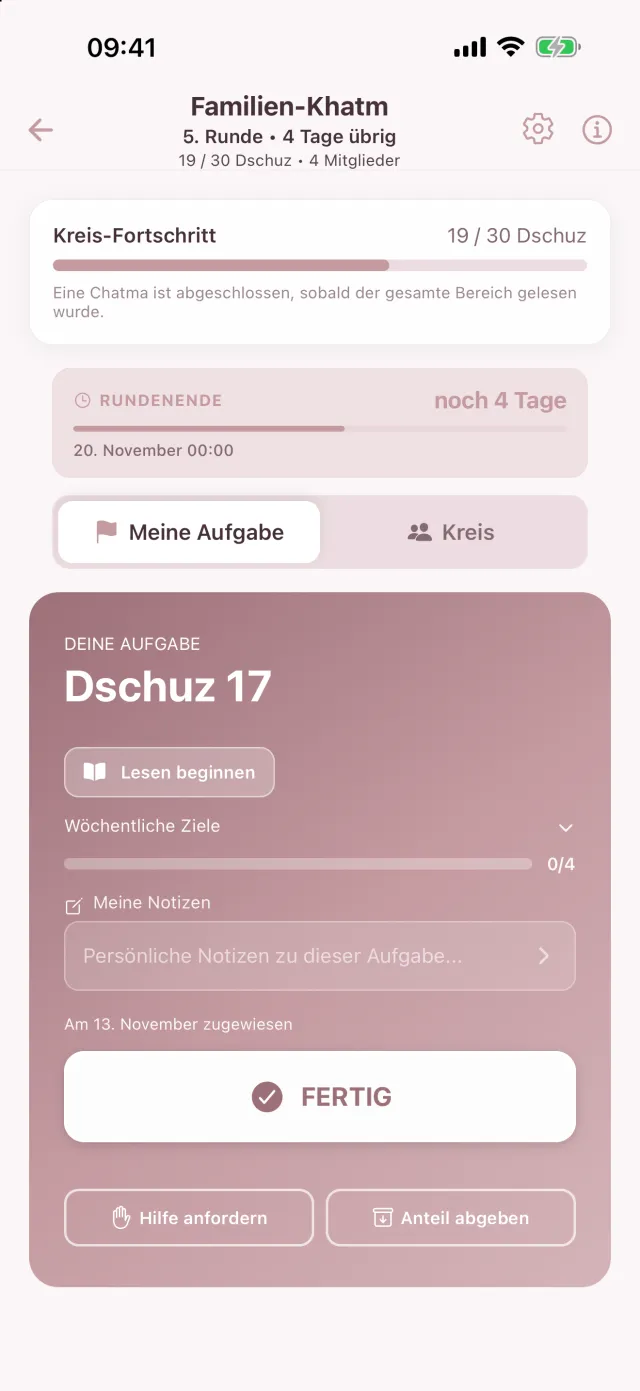 09:41
Familien-Khatm
5. Runde • 4 Tage übrig
19 / 30 Dschuz • 4 Mitglieder
Kreis-Fortschritt
19 / 30 Dschuz
Eine Chatma ist abgeschlossen, sobald der gesamte Bereich gelesen
wurde.
RUNDENENDE
noch 4 Tage
20. November 00:00
Meine Aufgabe
Kreis
DEINE AUFGABE
Dschuz 17
Lesen beginnen
Wöchentliche Ziele
0/4
Meine Notizen
Persönliche Notizen zu dieser Aufgabe...
Am 13. November zugewiesen
FERTIG
Hilfe anfordern
Anteil abgeben